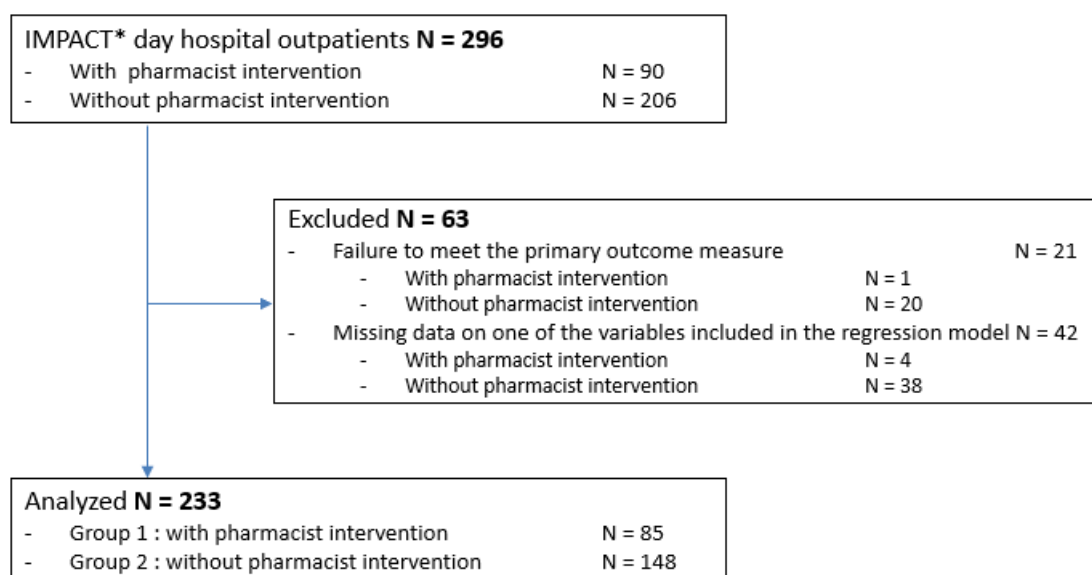 IMPACT* day hospital outpatients N = 296
- With pharmacist intervention N = 90
- Without pharmacist intervention N = 206
Excluded N = 63
- Failure to meet the primary outcome measure N = 21
- With pharmacist intervention N = 1
- Without pharmacist intervention N = 20
- Missing data on one of the variables included in the regression model N = 42
- With pharmacist intervention N = 4
- Without pharmacist intervention N = 38
Analyzed N = 233
- Group 1 : with pharmacist intervention N = 85
- Group 2 : without pharmacist intervention N = 148